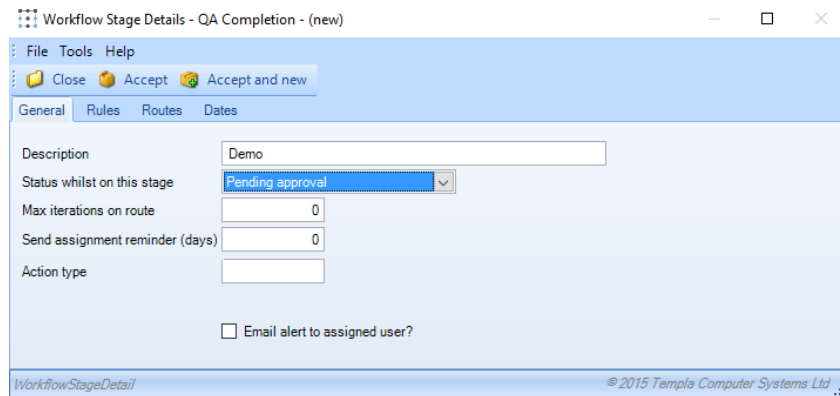 Workflow Stage Details - QA Completion - (new)
File Tools Help
Close Accept Accept and new
General Rules Routes Dates
Description Demo
Status whilst on this stage Pending approval
Max iterations on route 0
Send assignment reminder (days) 0
Action type
Email alert to assigned user?
WorkflowStageDetail © 2015 Templa Computer Systems Ltd